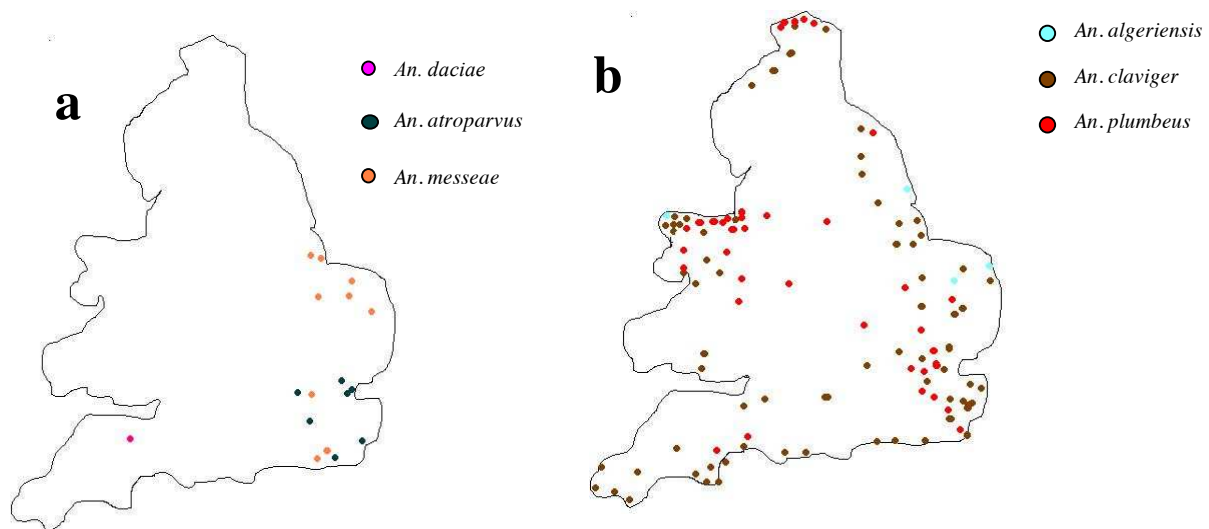 a
An. daciae
An. atroparvus
An. messeae
b
An. algeriensis
An. claviger
An. plumbeus